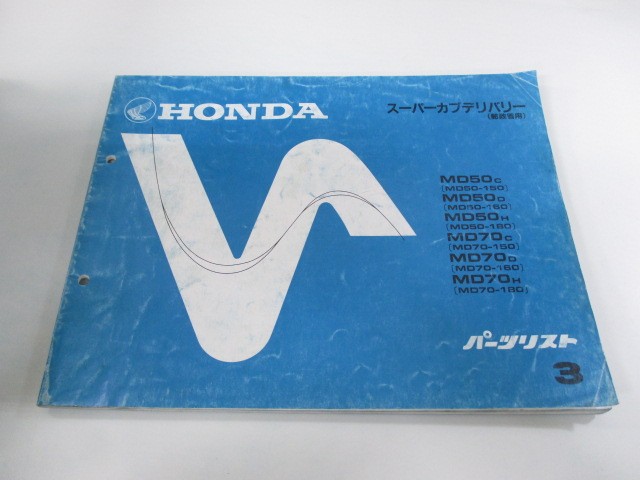 HONDA
スーパーカブデリバリー
(郵政省用)
MD50C
(MD50-150)
MD50D
(MD50-160)
MD50H
(MD50-180)
MD70C
(MD70-150)
MD70D
(MD70-160)
MD70H
(MD70-180)
パーツリスト
3